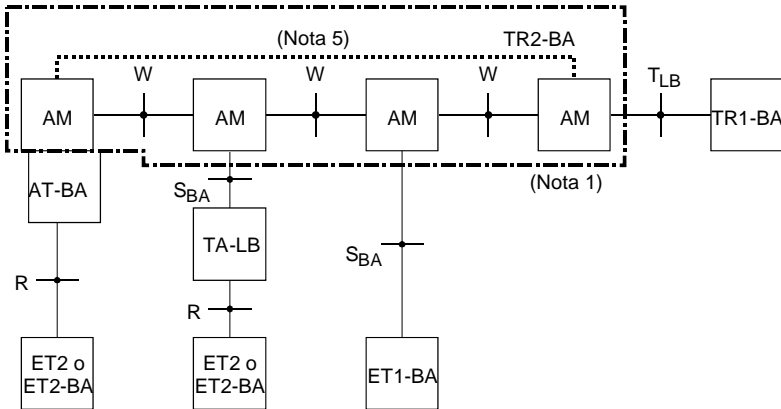 (Nota 5)
TR2-BA
W
W
W
TLB
AM
AM
AM
AM
TR1-BA
(Nota 1)
AT-BA
SBA
TA-LB
SBA
R
R
ET2 o
ET2-BA
ET2 o
ET2-BA
ET1-BA